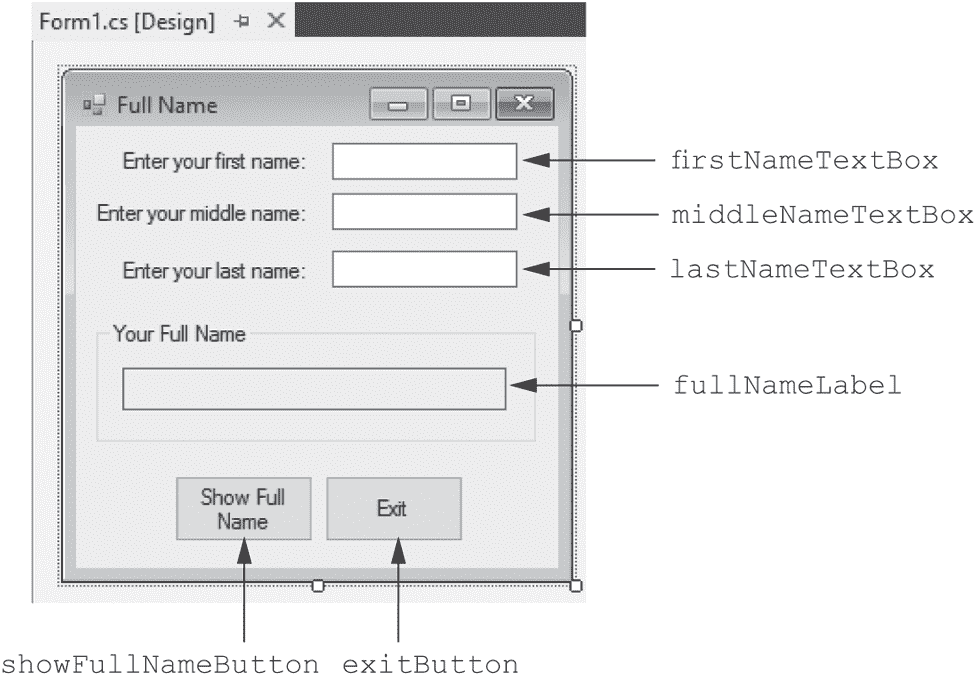 Form1.cs [Design]
Full Name
Enter your first name:
firstNameTextBox
Enter your middle name:
middleNameTextBox
Enter your last name:
lastNameTextBox
Your Full Name
fullNameLabel
Show Full
Name
Exit
showFullNameButton
exitButton